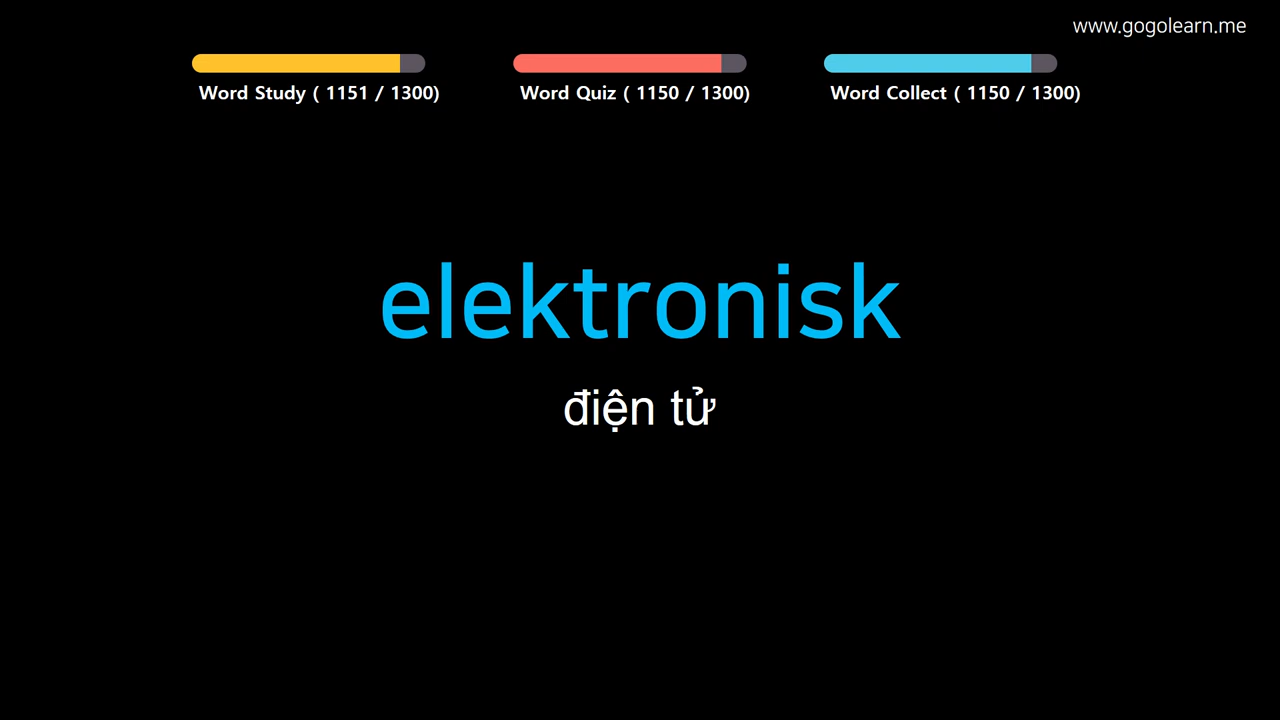 www.gogolearn.me
Word Study ( 1151 / 1300)
Word Quiz ( 1150 / 1300)
Word Collect ( 1150 / 1300)
elektronisk
điện tử